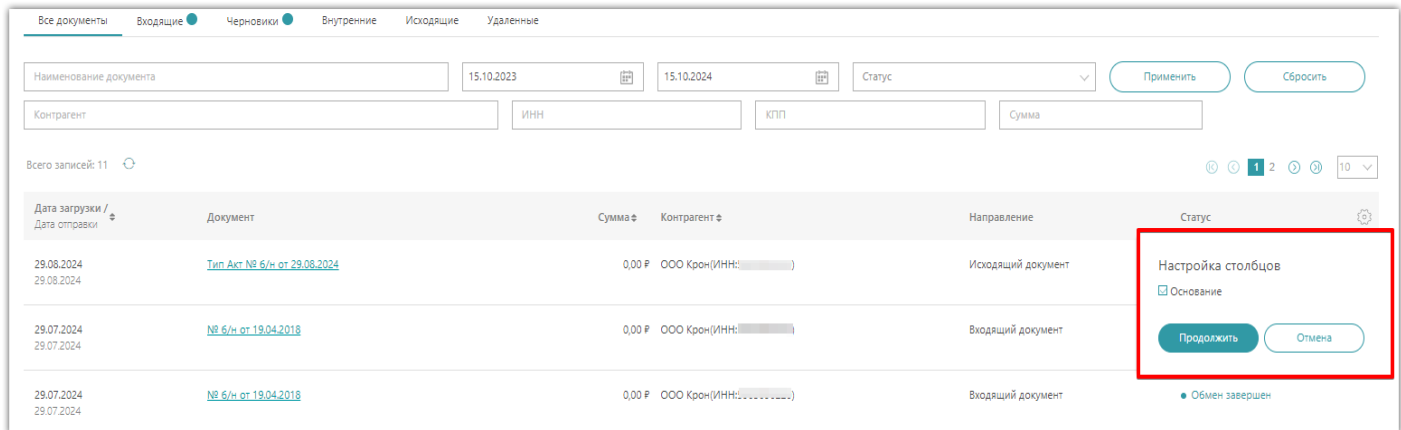 Все документы Входящие Черновики Внутренние Исходящие Удаленные
Наименование документа 15.10.2023 15.10.2024 Статус Применить Сбросить
Контрагент ИНН КПП Сумма
Всего записей: 11 1 2 10
Дата загрузки / Дата отправки Документ Сумма Контрагент Направление Статус
29.08.2024 Тип Акт № б/н от 29.08.2024 0,00 ₽ ООО Крон(ИНН: ) Исходящий документ
29.08.2024
Настройка столбцов
Основание
Продолжить Отмена
29.07.2024 № б/н от 19.04.2018 0,00 ₽ ООО Крон(ИНН: ) Входящий документ
29.07.2024
29.07.2024 № б/н от 19.04.2018 0,00 ₽ ООО Крон(ИНН: ) Входящий документ Обмен завершен
29.07.2024